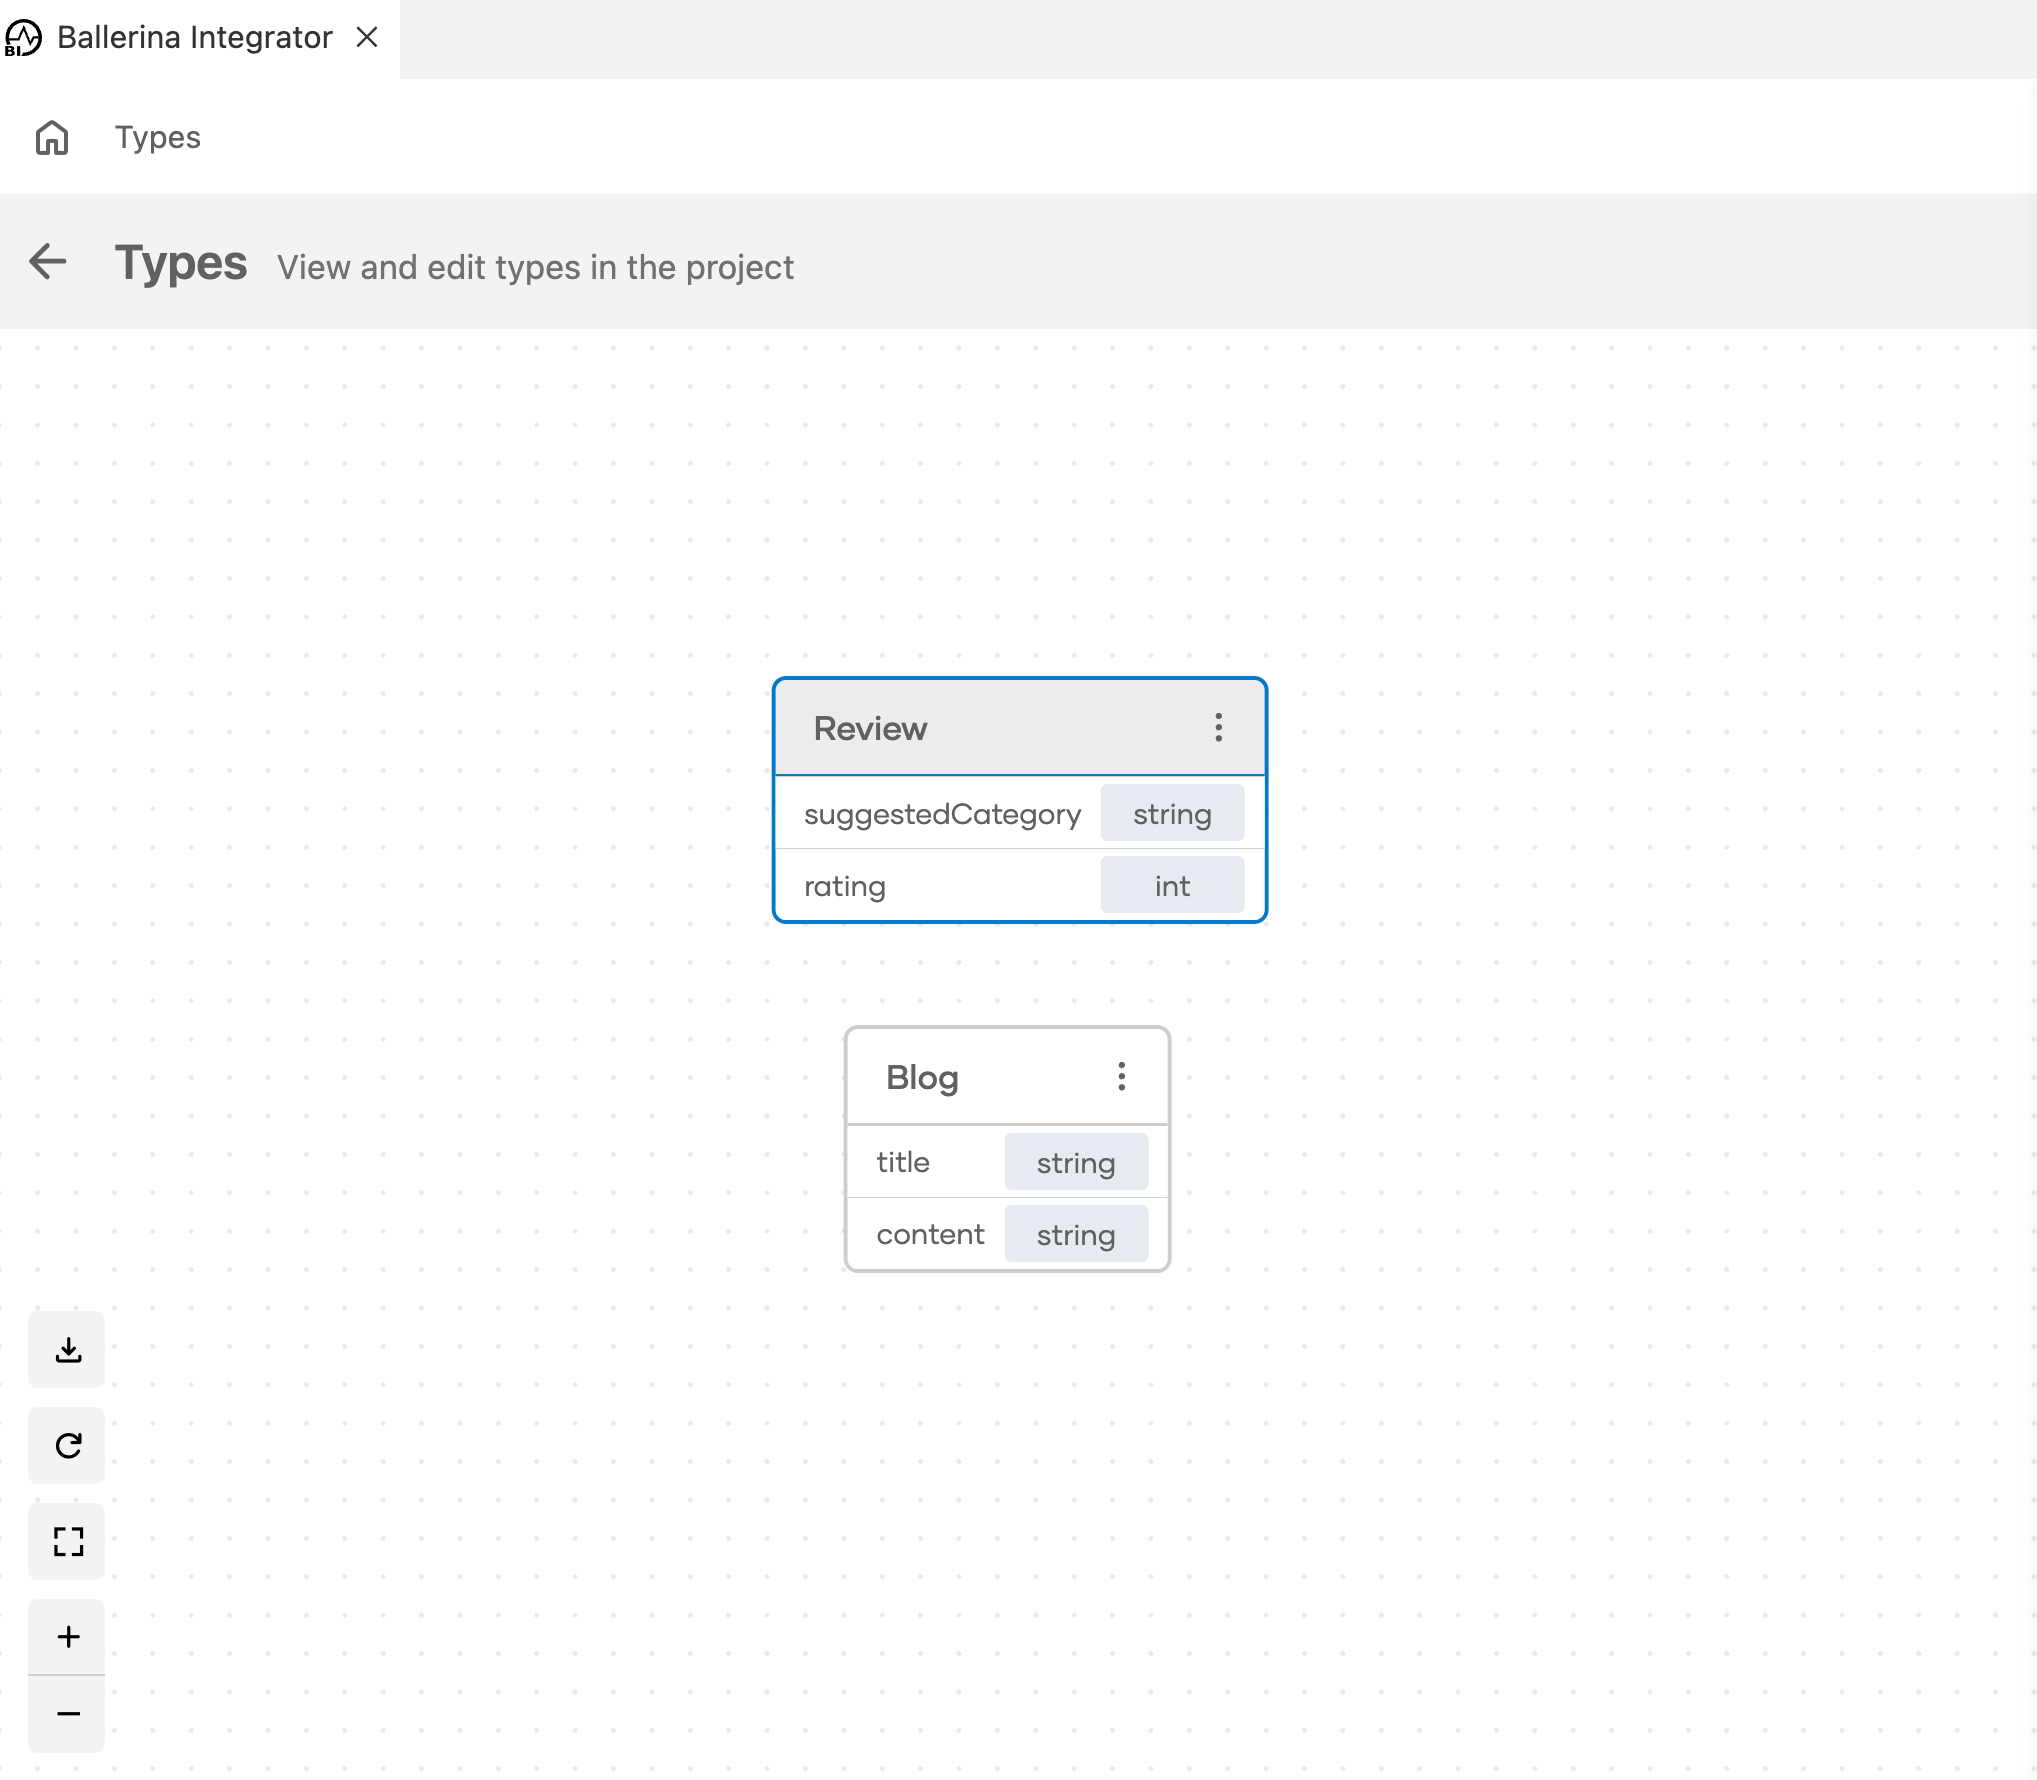 BI
Ballerina Integrator
Types
Types View and edit types in the project
Review
suggestedCategory string
rating int
Blog
title string
content string